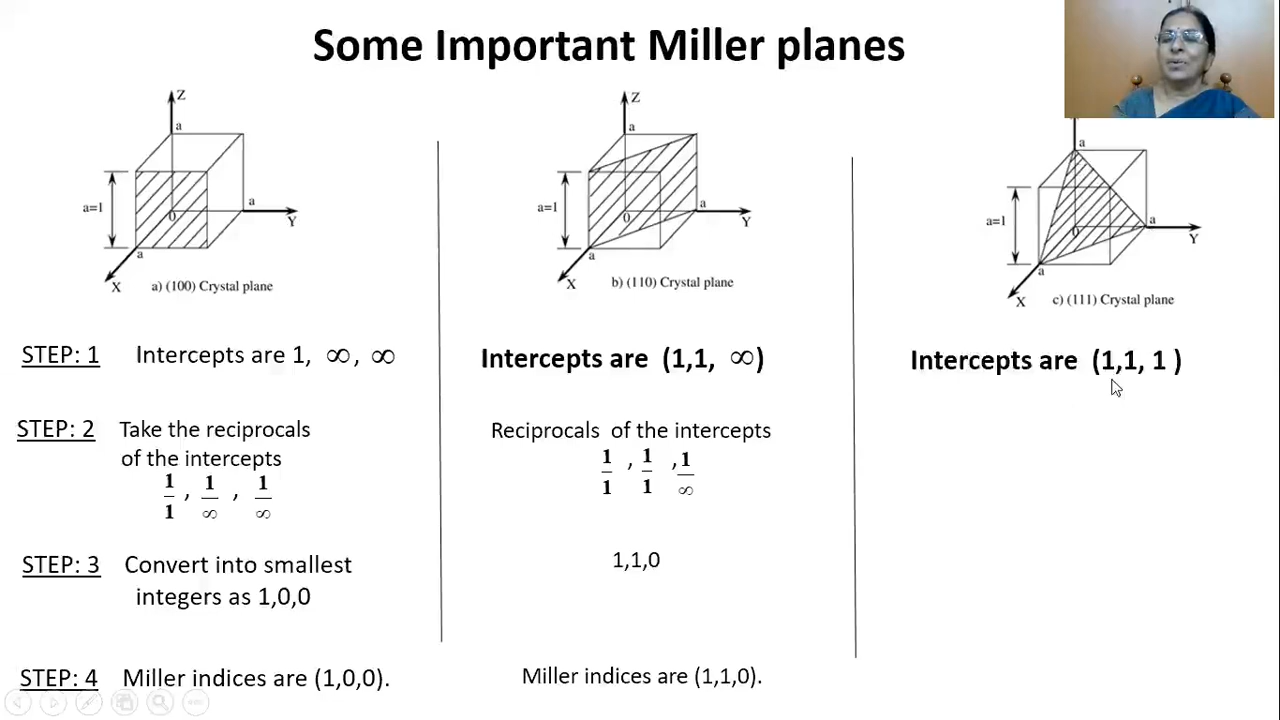 Some Important Miller planes
Z
a
a=1
0
a
Y
a
X
a) (100) Crystal plane
Z
a
a=1
0
a
Y
a
X
b) (110) Crystal plane
a
a=1
0
a
Y
a
X
c) (111) Crystal plane
STEP: 1 Intercepts are 1, ∞, ∞
Intercepts are (1,1, ∞)
Intercepts are (1,1, 1 )
STEP: 2 Take the reciprocals
of the intercepts
1/1 , 1/∞ , 1/∞
Reciprocals of the intercepts
1/1 , 1/1 , 1/∞
STEP: 3 Convert into smallest
integers as 1,0,0
1,1,0
STEP: 4 Miller indices are (1,0,0).
Miller indices are (1,1,0).